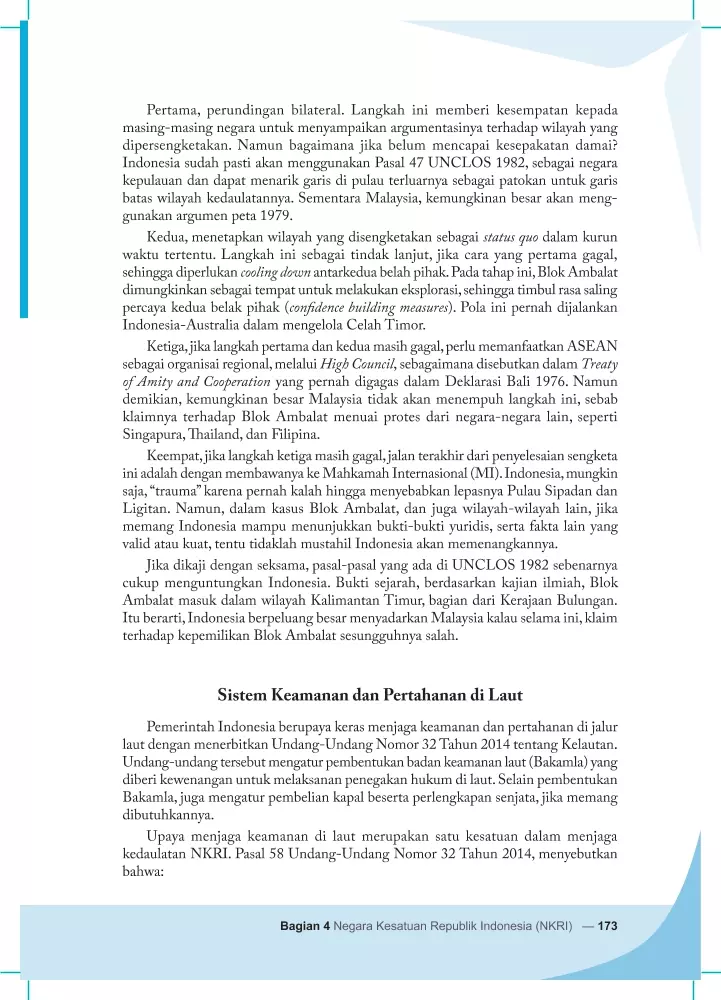 Pertama, perundingan bilateral. Langkah ini memberi kesempatan kepada
masing-masing negara untuk menyampaikan argumentasinya terhadap wilayah yang
dipersengketakan. Namun bagaimana jika belum mencapai kesepakatan damai?
Indonesia sudah pasti akan menggunakan Pasal 47 UNCLOS 1982, sebagai negara
kepulauan dan dapat menarik garis di pulau terluarnya sebagai patokan untuk garis
batas wilayah kedaulatannya. Sementara Malaysia, kemungkinan besar akan meng-
gunakan argumen peta 1979.
Kedua, menetapkan wilayah yang disengketakan sebagai status quo dalam kurun
waktu tertentu. Langkah ini sebagai tindak lanjut, jika cara yang pertama gagal,
sehingga diperlukan cooling down antarkedua belah pihak. Pada tahap ini, Blok Ambalat
dimungkinkan sebagai tempat untuk melakukan eksplorasi, sehingga timbul rasa saling
percaya kedua belak pihak (confidence building measures). Pola ini pernah dijalankan
Indonesia-Australia dalam mengelola Celah Timor.
Ketiga, jika langkah pertama dan kedua masih gagal, perlu memanfaatkan ASEAN
sebagai organisai regional, melalui High Council, sebagaimana disebutkan dalam Treaty
of Amity and Cooperation yang pernah digagas dalam Deklarasi Bali 1976. Namun
demikian, kemungkinan besar Malaysia tidak akan menempuh langkah ini, sebab
klaimnya terhadap Blok Ambalat menuai protes dari negara-negara lain, seperti
Singapura, Thailand, dan Filipina.
Keempat, jika langkah ketiga masih gagal, jalan terakhir dari penyelesaian sengketa
ini adalah dengan membawanya ke Mahkamah Internasional (MI). Indonesia, mungkin
saja, “trauma” karena pernah kalah hingga menyebabkan lepasnya Pulau Sipadan dan
Ligitan. Namun, dalam kasus Blok Ambalat, dan juga wilayah-wilayah lain, jika
memang Indonesia mampu menunjukkan bukti-bukti yuridis, serta fakta lain yang
valid atau kuat, tentu tidaklah mustahil Indonesia akan memenangkannya.
Jika dikaji dengan seksama, pasal-pasal yang ada di UNCLOS 1982 sebenarnya
cukup menguntungkan Indonesia. Bukti sejarah, berdasarkan kajian ilmiah, Blok
Ambalat masuk dalam wilayah Kalimantan Timur, bagian dari Kerajaan Bulungan.
Itu berarti, Indonesia berpeluang besar menyadarkan Malaysia kalau selama ini, klaim
terhadap kepemilikan Blok Ambalat sesungguhnya salah.
Sistem Keamanan dan Pertahanan di Laut
Pemerintah Indonesia berupaya keras menjaga keamanan dan pertahanan di jalur
laut dengan menerbitkan Undang-Undang Nomor 32 Tahun 2014 tentang Kelautan.
Undang-undang tersebut mengatur pembentukan badan keamanan laut (Bakamla) yang
diberi kewenangan untuk melaksanan penegakan hukum di laut. Selain pembentukan
Bakamla, juga mengatur pembelian kapal beserta perlengkapan senjata, jika memang
dibutuhkannya.
Upaya menjaga keamanan di laut merupakan satu kesatuan dalam menjaga
kedaulatan NKRI. Pasal 58 Undang-Undang Nomor 32 Tahun 2014, menyebutkan
bahwa:
Bagian 4 Negara Kesatuan Republik Indonesia (NKRI) — 173